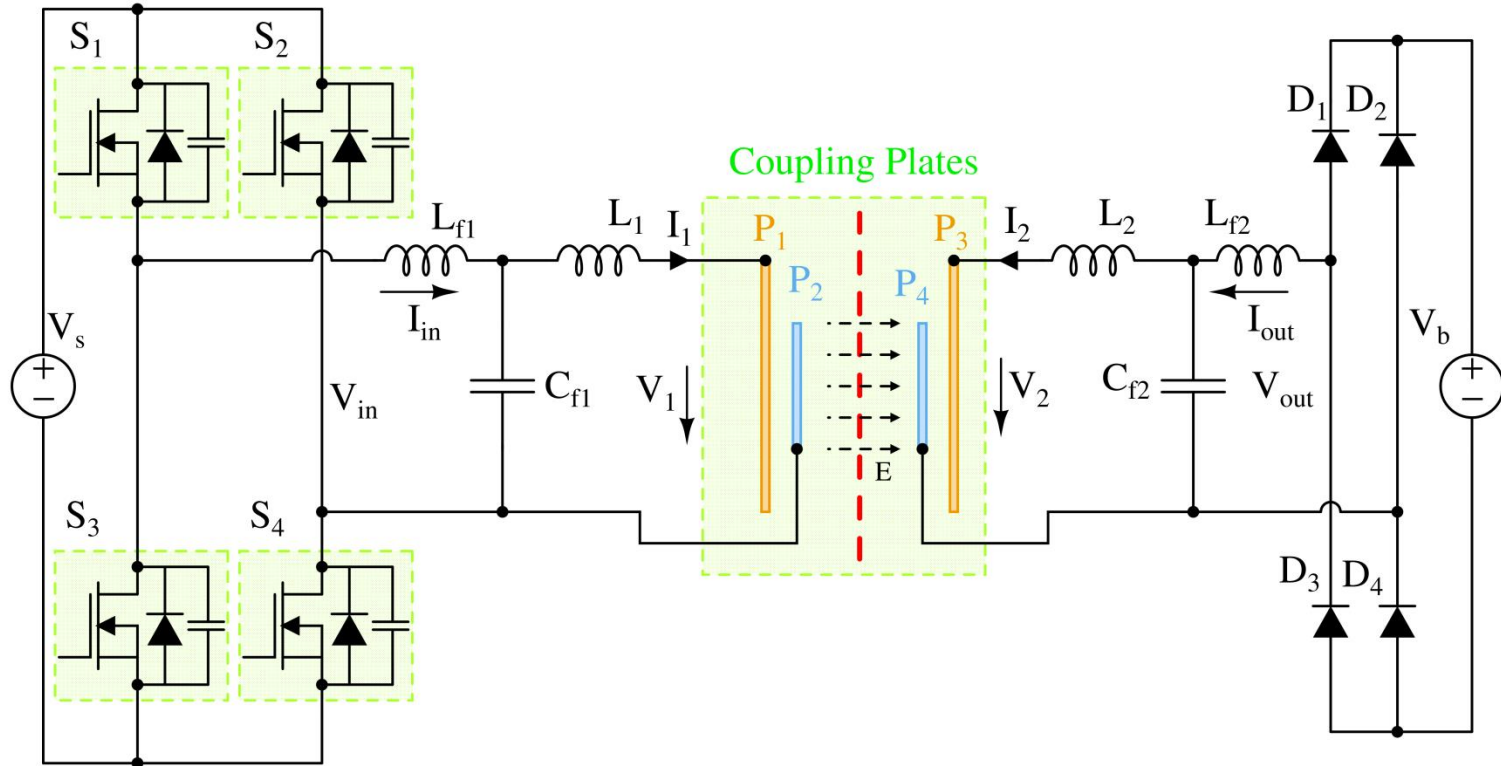 S1
S2
D1
D2
Coupling Plates
Lf1
L1
I1
P1
P3
I2
L2
Lf2
P2
P4
Iin
Iout
Vs
+
−
Vin
Cf1
V1
V2
Cf2
Vout
Vb
+
−
E
S3
S4
D3
D4